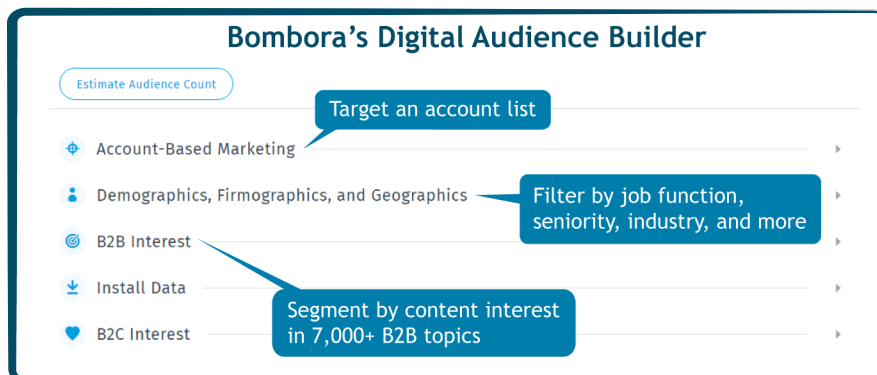 Bombora's Digital Audience Builder
Estimate Audience Count
Target an account list
Account-Based Marketing
Demographics, Firmographics, and Geographics
Filter by job function,
seniority, industry, and more
B2B Interest
Install Data
Segment by content interest
in 7,000+ B2B topics
B2C Interest